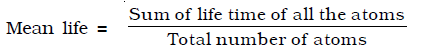 Mean life = Sum of life time of all the atoms / Total number of atoms